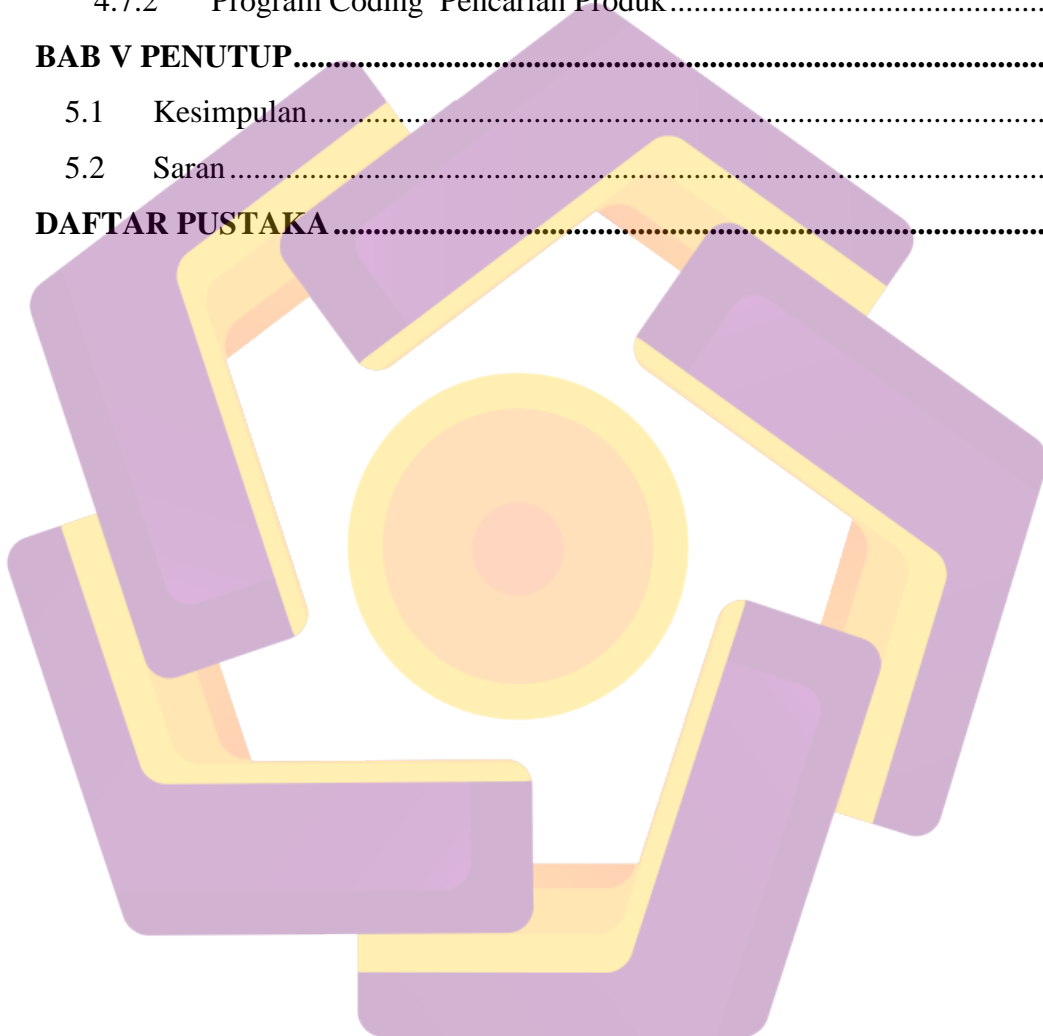 4.7.2 Program Coding Pencarian Produk........................................................
BAB V PENUTUP........................................................................................................
5.1 Kesimpulan........................................................................................................
5.2 Saran........................................................................................................
DAFTAR PUSTAKA........................................................................................................